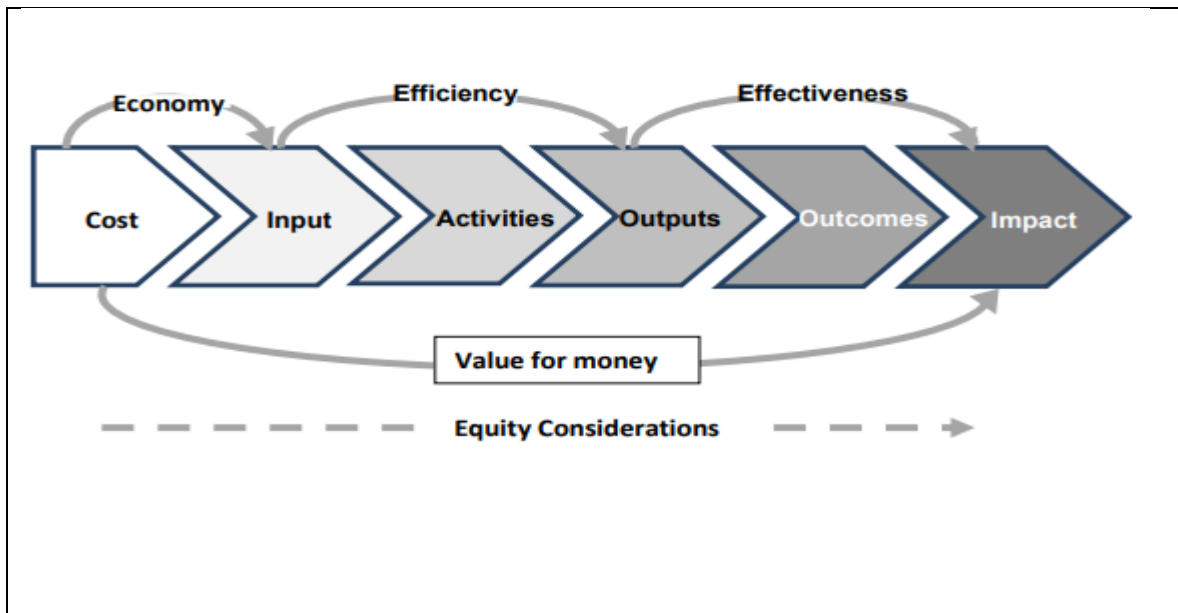 Economy
Efficiency
Effectiveness
Cost
Input
Activities
Outputs
Outcomes
Impact
Value for money
Equity Considerations